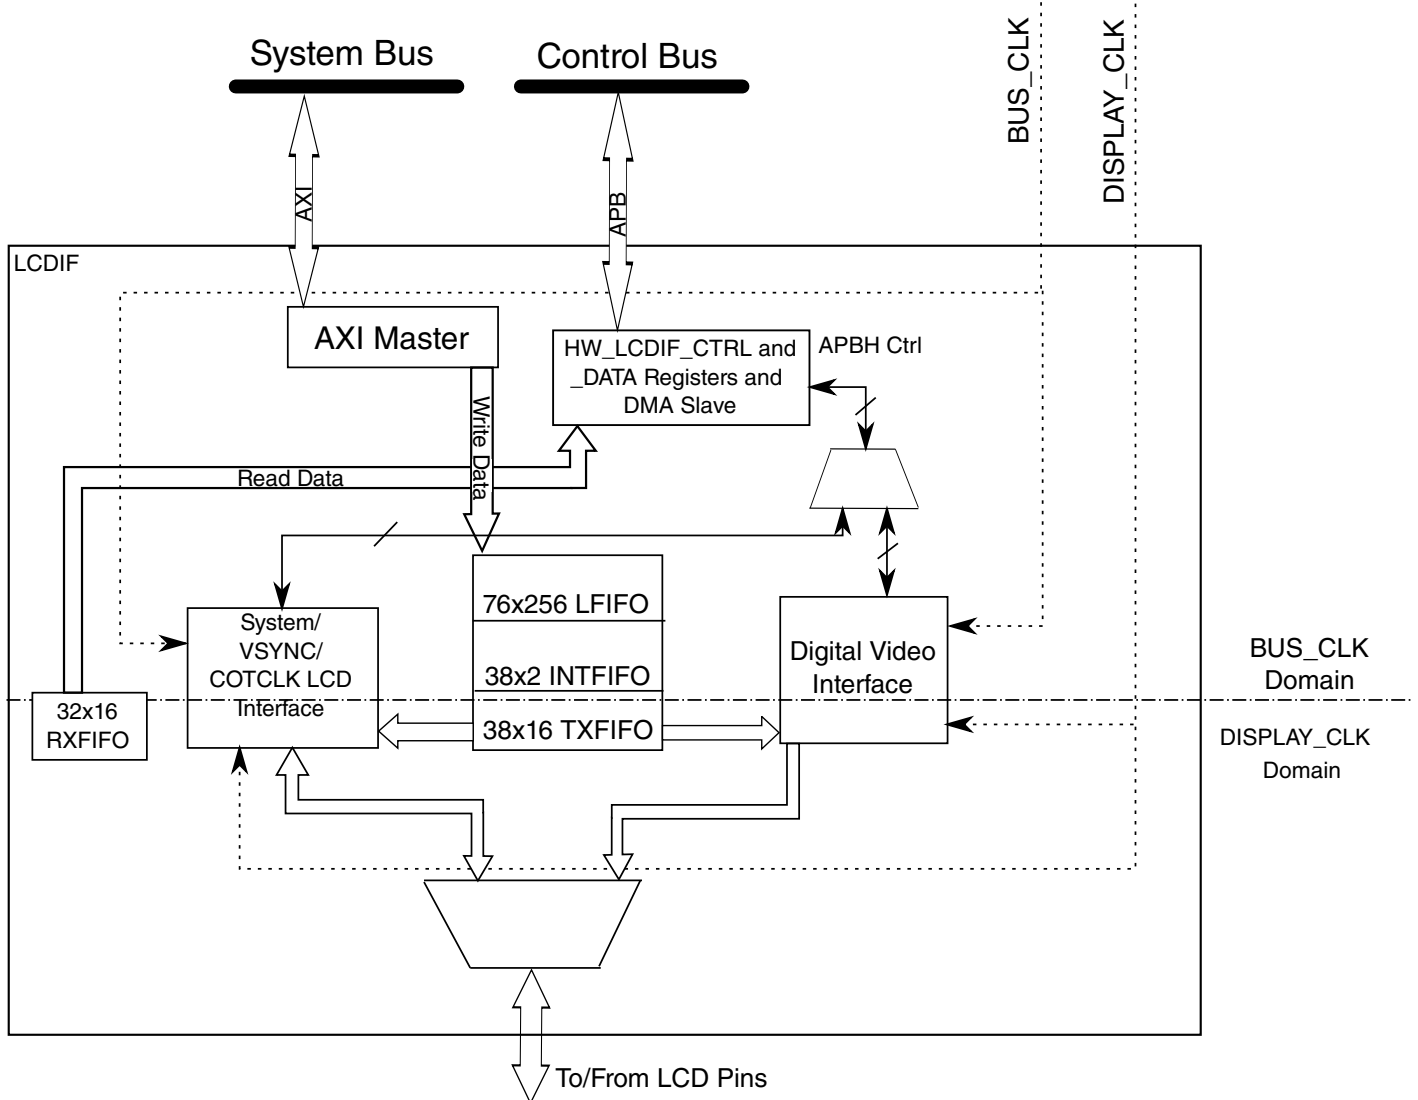 System Bus
Control Bus
BUS_CLK
DISPLAY_CLK
AXI
APB
LCDIF
AXI Master
HW_LCDIF_CTRL and
_DATA Registers and
DMA Slave
APBH Ctrl
Write Data
Read Data
76x256 LFIFO
38x2 INTFIFO
38x16 TXFIFO
System/
VSYNC/
COTCLK LCD
Interface
Digital Video
Interface
32x16
RXFIFO
BUS_CLK
Domain
DISPLAY_CLK
Domain
To/From LCD Pins